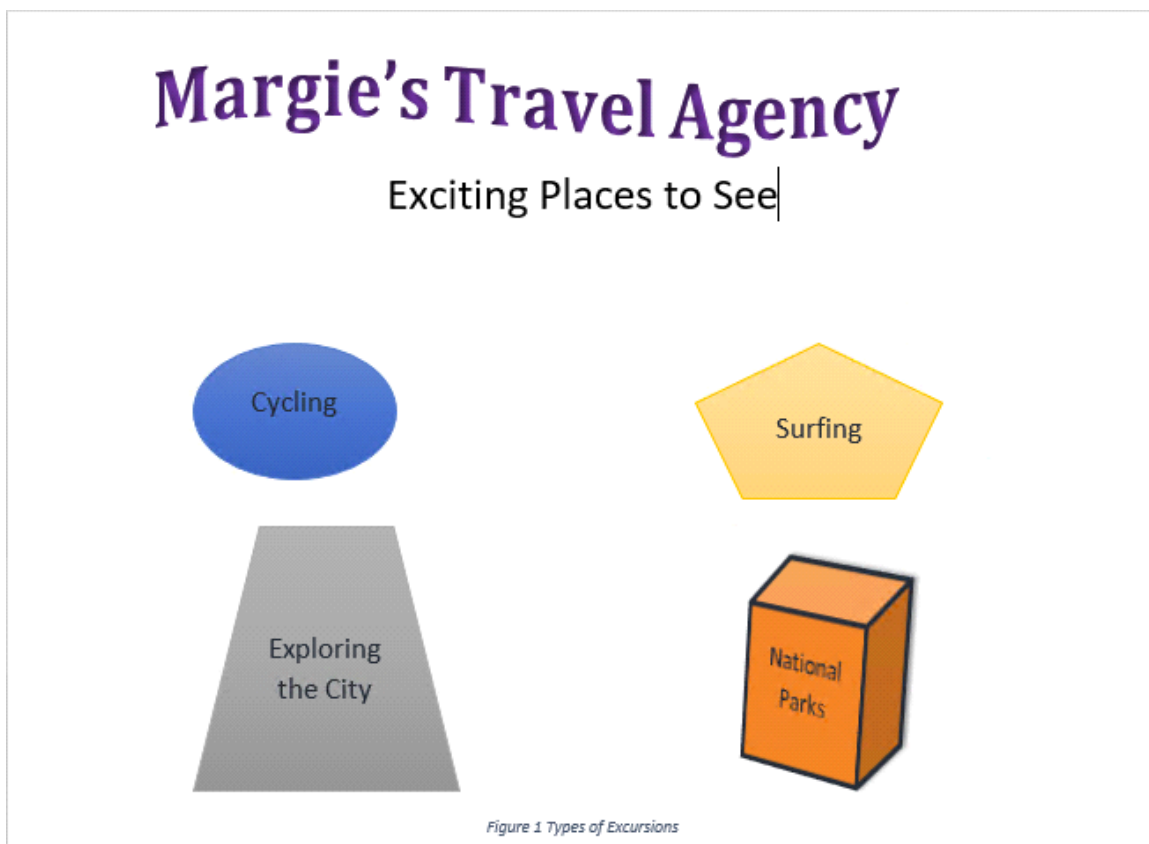 Margie’s Travel Agency
Exciting Places to See
Cycling
Surfing
Exploring
the City
National
Parks
Figure 1 Types of Excursions